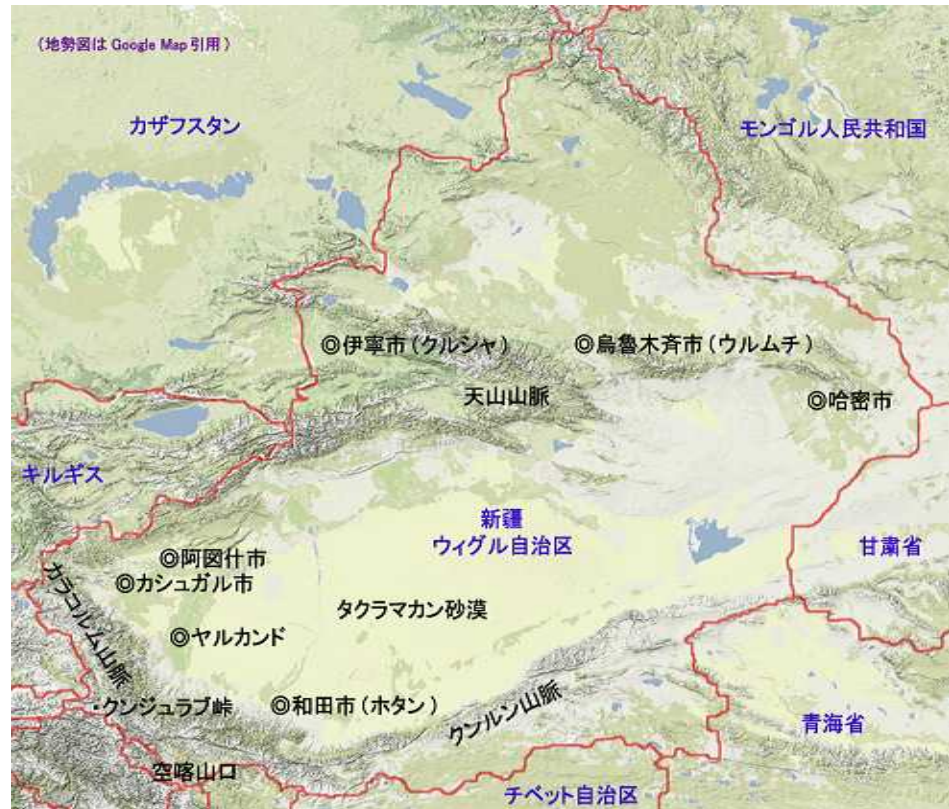 (地勢図は Google Map 引用)
カザフスタン
モンゴル人民共和国
◎伊寧市(クルシャ)
◎烏魯木斉市(ウルムチ)
天山山脈
◎哈密市
キルギス
新疆
ウィグル自治区
甘粛省
◎阿図什市
◎カシュガル市
カラコルム山脈
タクラマカン砂漠
◎ヤルカンド
・クンジュラブ峠
◎和田市(ホタン)
クンルン山脈
青海省
空喀山口
チベット自治区